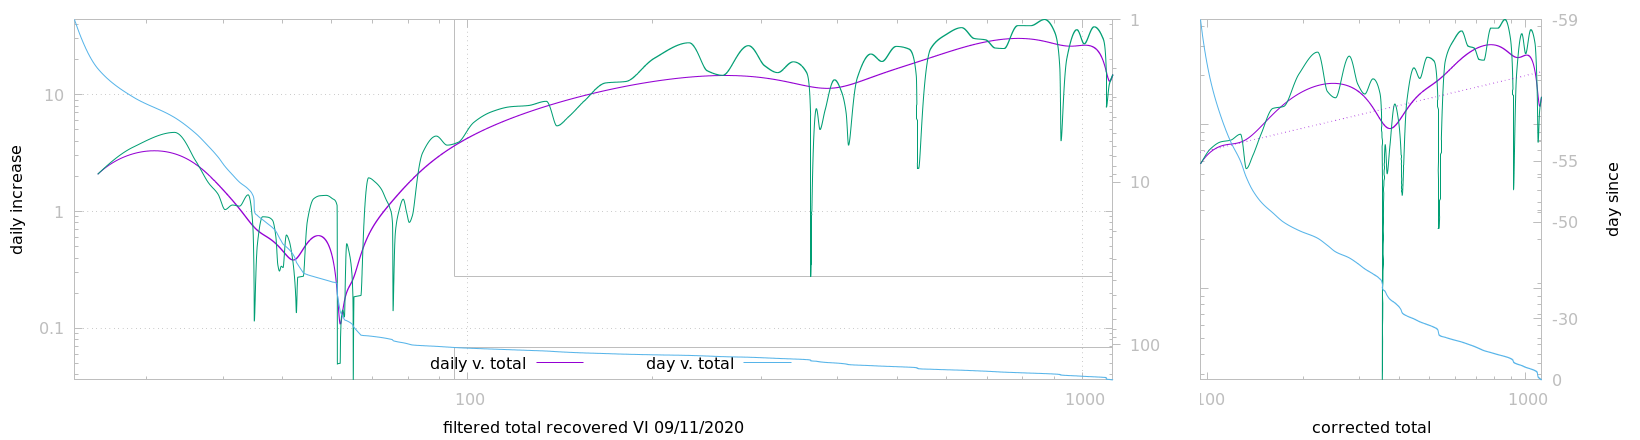 daily increase
10
1
0.1
100
1000
1
10
100
daily v. total
day v. total
filtered total recovered VI 09/11/2020
100
1000
-59
-55
-50
-30
0
day since
corrected total